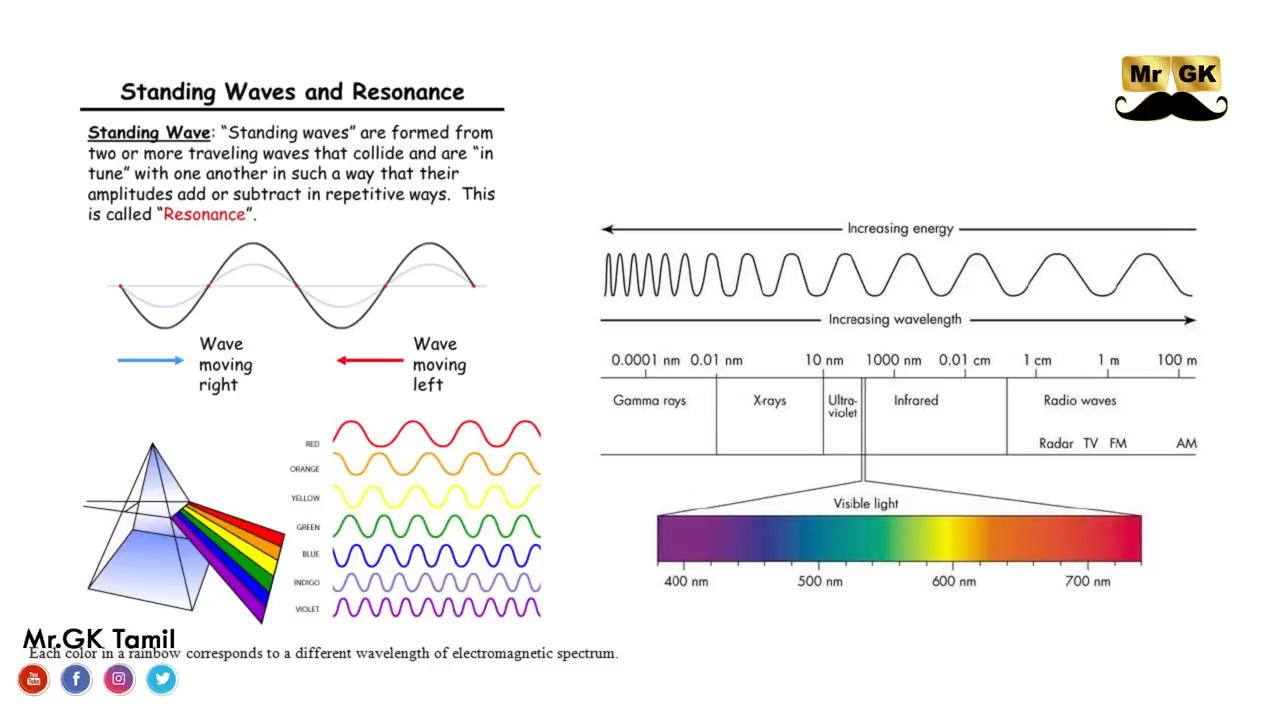 Mr GK
Standing Waves and Resonance
Standing Wave: “Standing waves” are formed from
two or more traveling waves that collide and are “in
tune” with one another in such a way that their
amplitudes add or subtract in repetitive ways. This
is called “Resonance”.
Wave
moving
right
Wave
moving
left
RED
ORANGE
YELLOW
GREEN
BLUE
INDIGO
VIOLET
Increasing energy
Increasing wavelength
0.0001 nm 0.01 nm 10 nm 1000 nm 0.01 cm 1 cm 1 m 100 m
Gamma rays X-rays Ultra- Infrared Radio waves
violet
Radar TV FM AM
Visible light
400 nm 500 nm 600 nm 700 nm
Mr.GK Tamil
Each color in a rainbow corresponds to a different wavelength of electromagnetic spectrum.
You
Tube